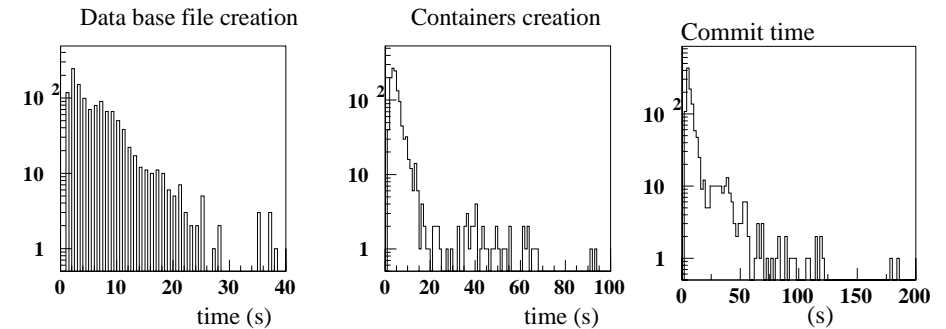 Data base file creation
10 2
10
1
0 10 20 30 40
time (s)
Containers creation
10 2
10
1
0 20 40 60 80 100
time (s)
Commit time
10 2
10
1
0 50 100 150 200
(s)